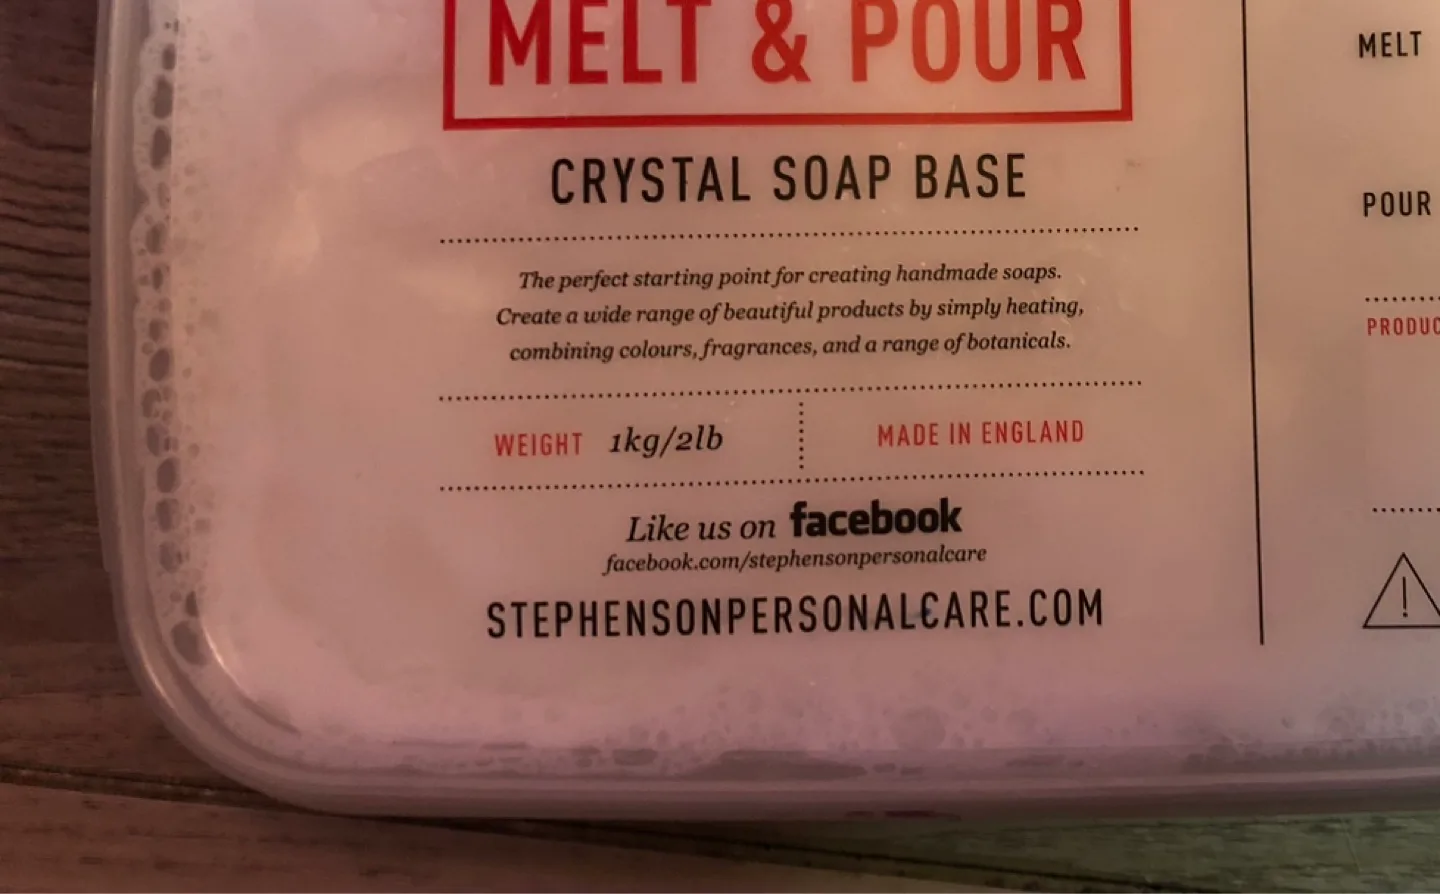 MELT & POUR
CRYSTAL SOAP BASE
The perfect starting point for creating handmade soaps.
Create a wide range of beautiful products by simply heating,
combining colours, fragrances, and a range of botanicals.
WEIGHT 1kg/2lb
MADE IN ENGLAND
Like us on facebook
facebook.com/stephensonpersonalcare
STEPHENSONPERSONALCARE.COM
MELT
POUR